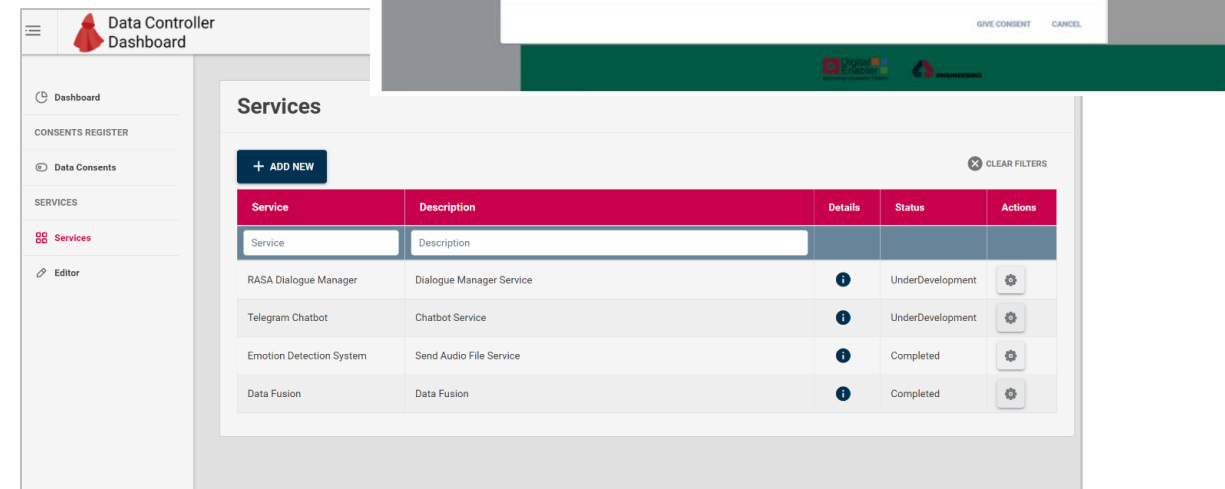 GIVE CONSENT CANCEL
Digital
Enabler
ENGINEERING
Data Controller
Dashboard
Dashboard
CONSENTS REGISTER
Data Consents
SERVICES
Services
Editor
Services
+ ADD NEW
CLEAR FILTERS
Service Description Details Status Actions
Service Description
RASA Dialogue Manager Dialogue Manager Service UnderDevelopment
Telegram Chatbot Chatbot Service UnderDevelopment
Emotion Detection System Send Audio File Service Completed
Data Fusion Data Fusion Completed